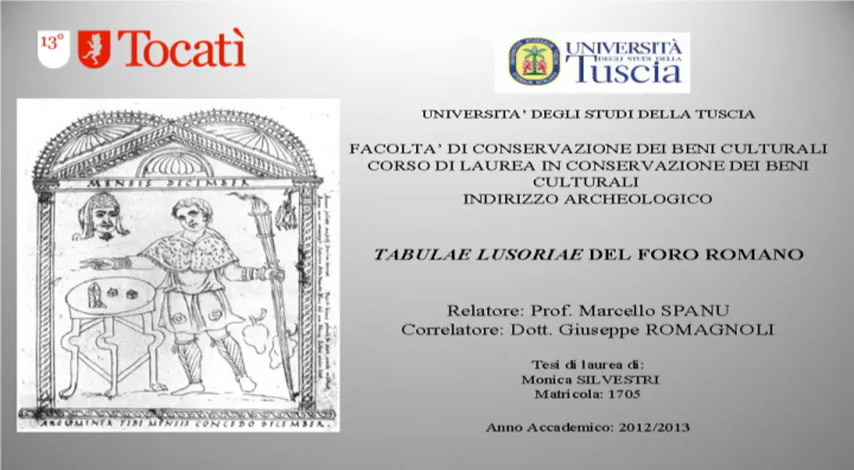 13° Tocatì
UNIVERSITÀ
DEGLI STUDI DELLA
Tuscia
UNIVERSITA' DEGLI STUDI DELLA TUSCIA
FACOLTA' DI CONSERVAZIONE DEI BENI CULTURALI
CORSO DI LAUREA IN CONSERVAZIONE DEI BENI
CULTURALI
INDIRIZZO ARCHEOLOGICO
TABULAE LUSORIAE DEL FORO ROMANO
Relatore: Prof. Marcello SPANU
Correlatore: Dott. Giuseppe ROMAGNOLI
Tesi di laurea di:
Monica SILVESTRI
Matricola: 1705
Anno Accademico: 2012/2013
MENSIS DECEMBER
TIBI MENSIS CONCEDO DECEMBER